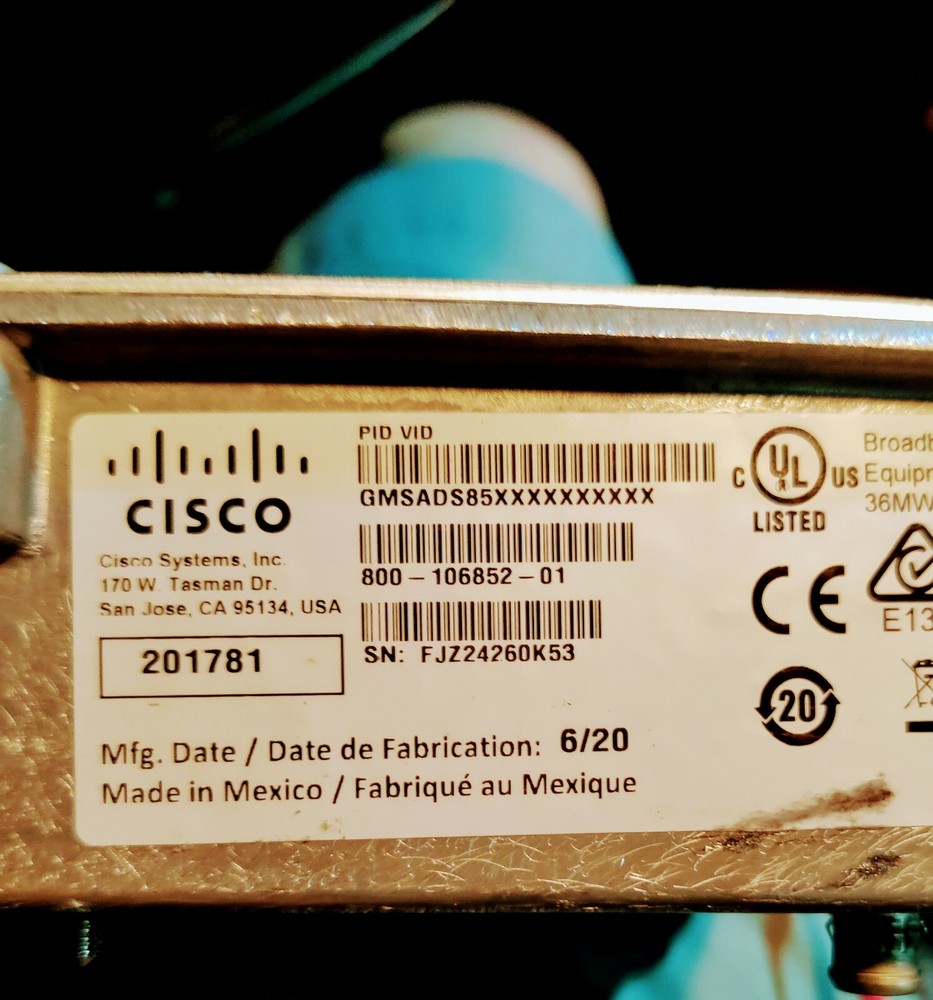 CISCO
Cisco Systems, Inc.
170 W. Tasman Dr.
San Jose, CA 95134, USA
201781
PID VID
GMSADS85XXXXXXXXXX
800-106852-01
SN: FJZ24260K53
Mfg. Date / Date de Fabrication: 6/20
Made in Mexico / Fabriqué au Mexique
C UL US
LISTED
36MW
CE
E13
20